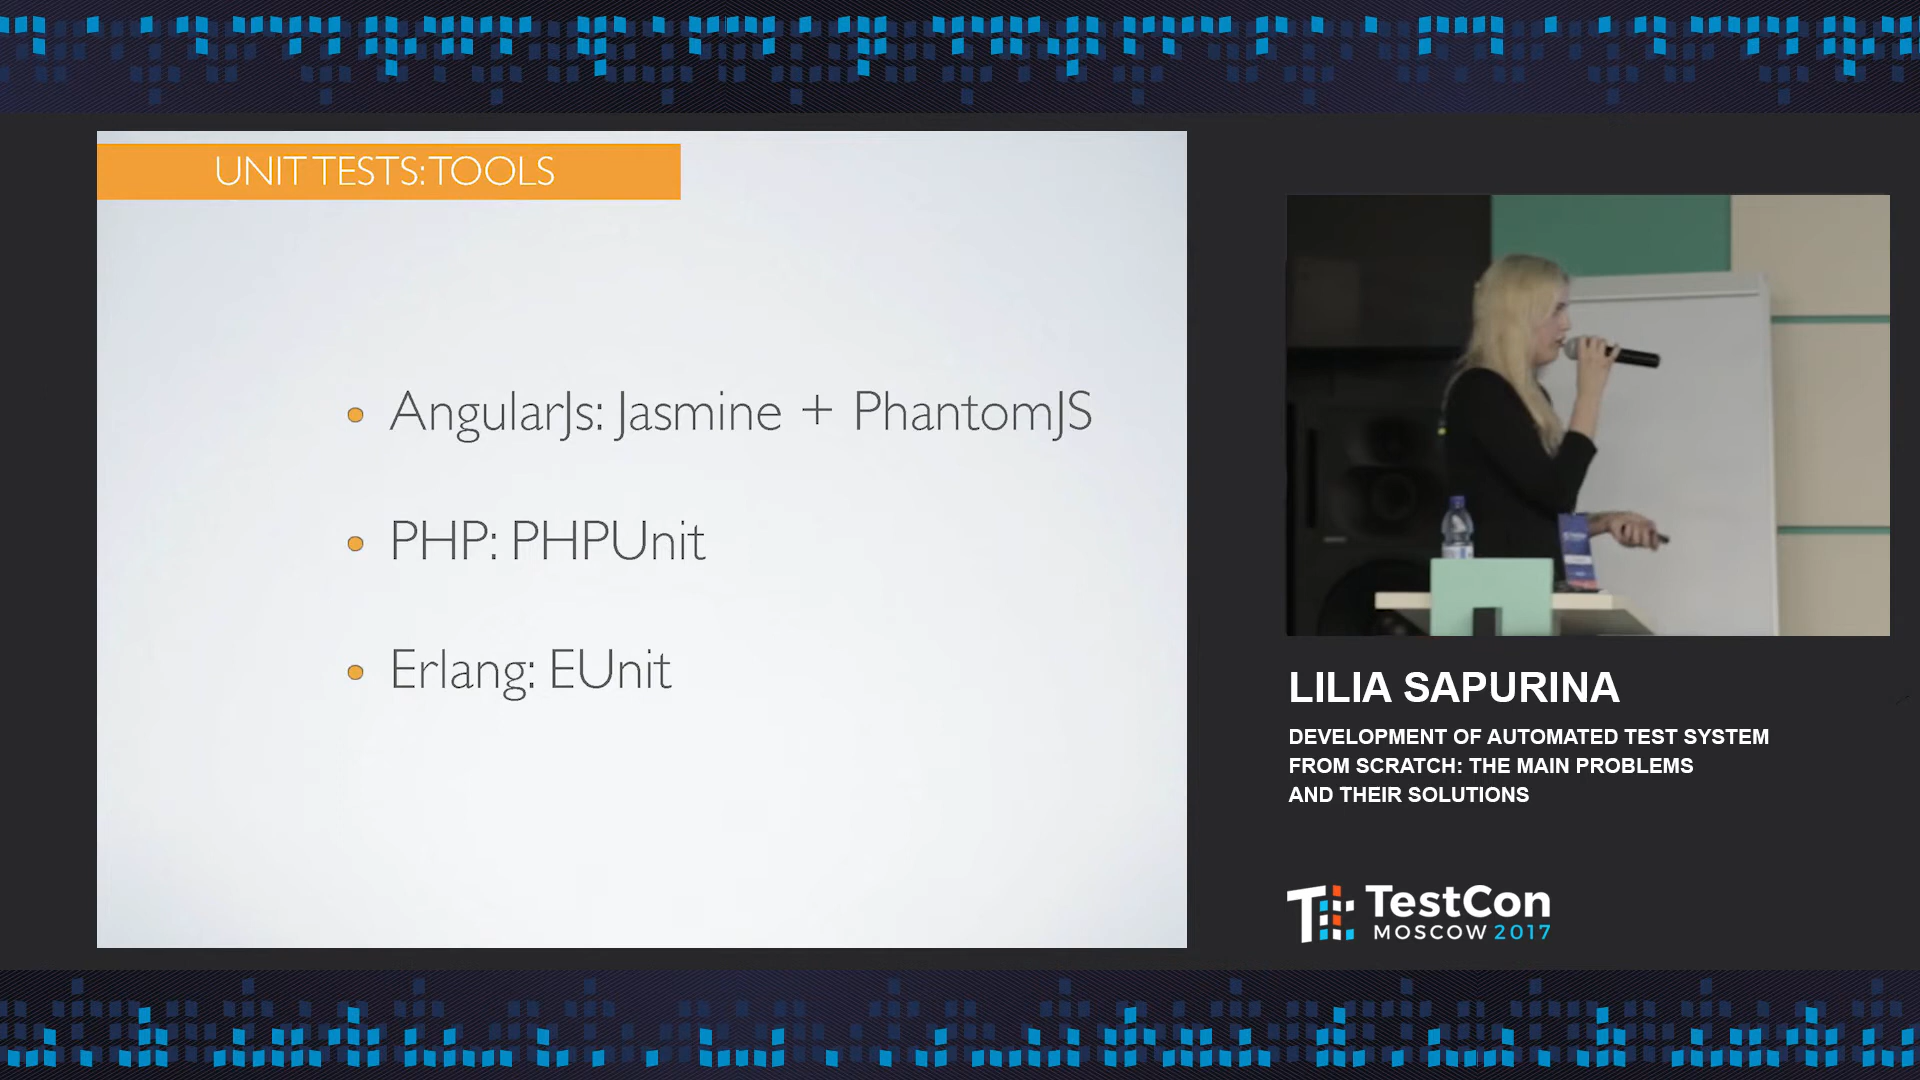 UNIT TESTS: TOOLS
AngularJs: Jasmine + PhantomJS
PHP: PHPUnit
Erlang: EUnit
LILIA SAPURINA
DEVELOPMENT OF AUTOMATED TEST SYSTEM
FROM SCRATCH: THE MAIN PROBLEMS
AND THEIR SOLUTIONS
TestCon
MOSCOW 2017